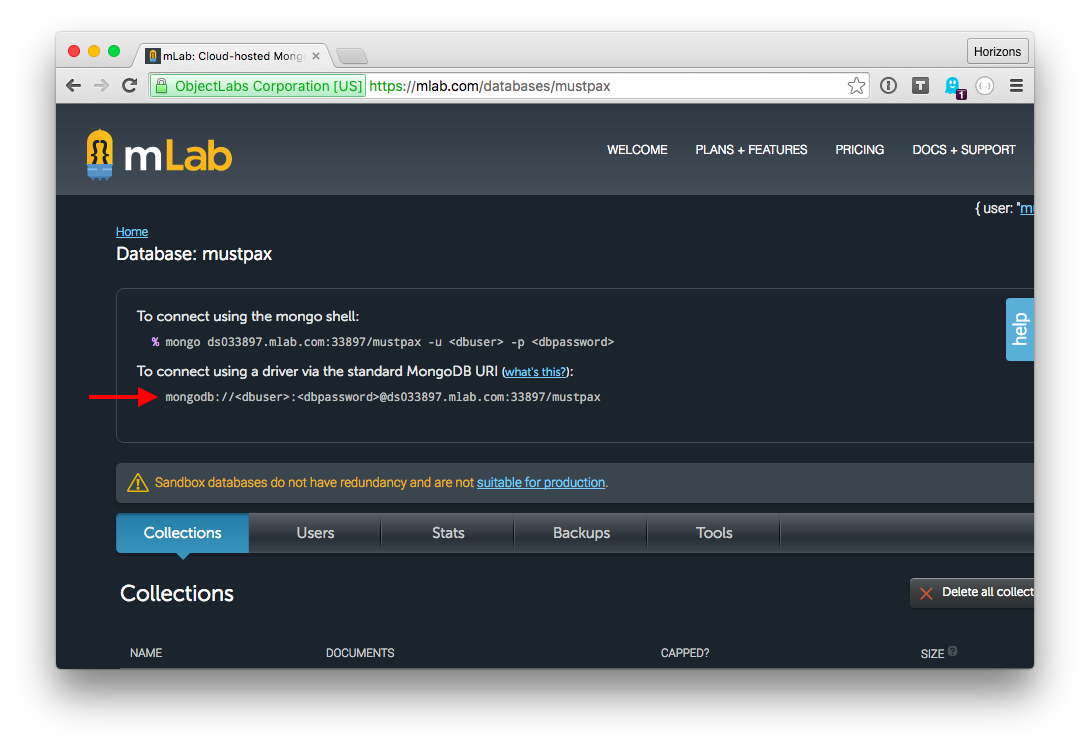 mLab: Cloud-hosted Mong
Horizons
ObjectLabs Corporation [US] https://mlab.com/databases/mustpax
1
mLab
WELCOME PLANS + FEATURES PRICING DOCS + SUPPORT
{ user: "mu
Home
Database: mustpax
To connect using the mongo shell:
% mongo ds033897.mlab.com:33897/mustpax -u <dbuser> -p <dbpassword>
help
To connect using a driver via the standard MongoDB URI (what's this?):
mongodb://<dbuser>:<dbpassword>@ds033897.mlab.com:33897/mustpax
Sandbox databases do not have redundancy and are not suitable for production.
Collections Users Stats Backups Tools
Collections
Delete all collect
NAME DOCUMENTS CAPPED? SIZE ?